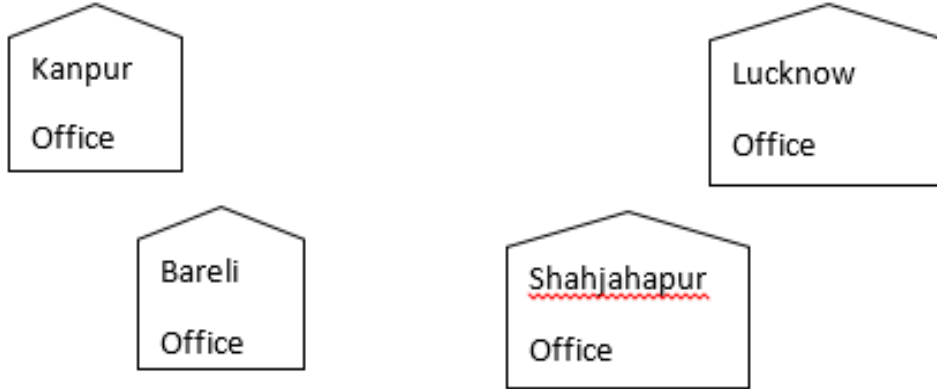 Kanpur
Office
Lucknow
Office
Bareli
Office
Shahjahapur
Office